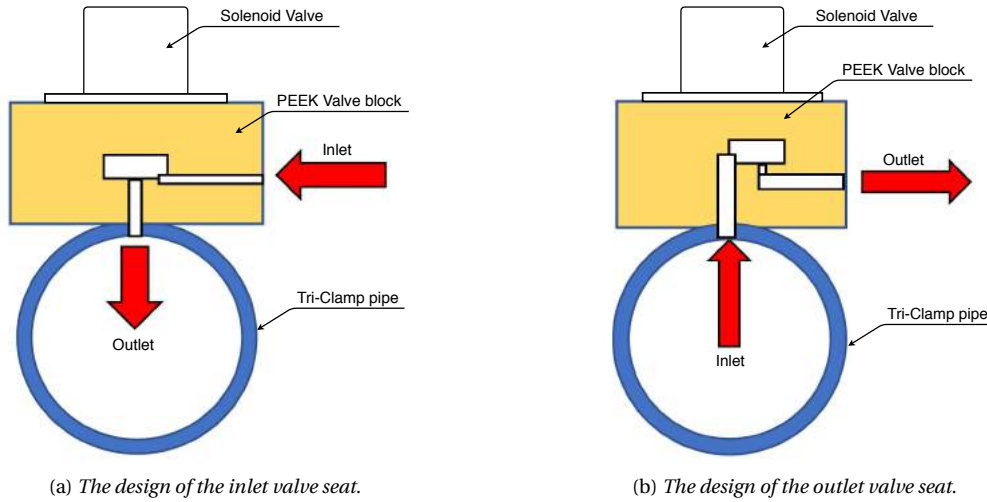 Solenoid Valve
PEEK Valve block
Inlet
Tri-Clamp pipe
Outlet
(a) The design of the inlet valve seat.
Solenoid Valve
PEEK Valve block
Outlet
Tri-Clamp pipe
Inlet
(b) The design of the outlet valve seat.